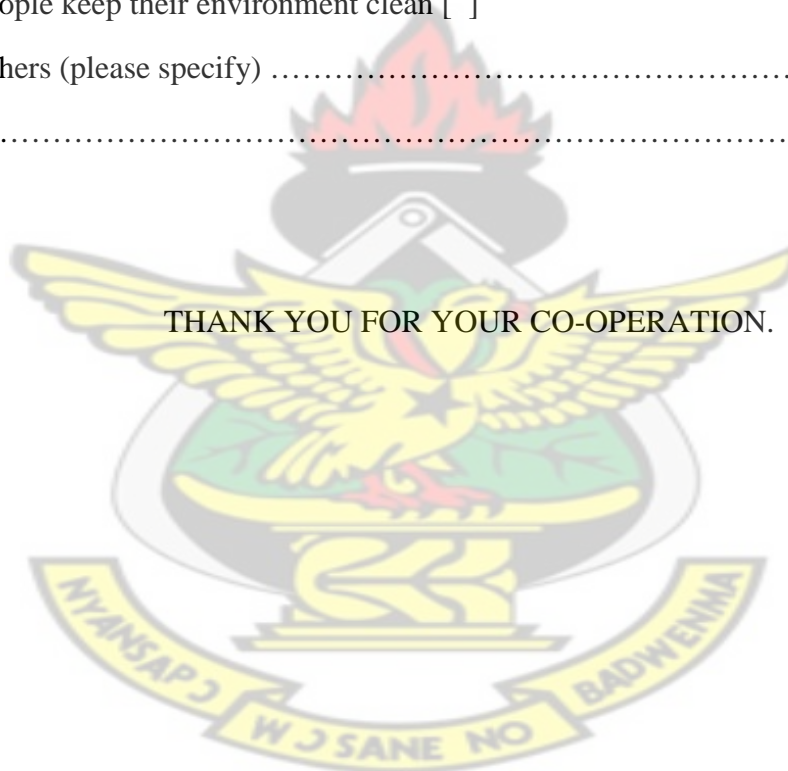 ople keep their environment clean [ ]
hers (please specify) ……………………………………………
……………………………………………………………………
THANK YOU FOR YOUR CO-OPERATION.
NYANSAPƆ
WƆSANE NO
BADWENMA